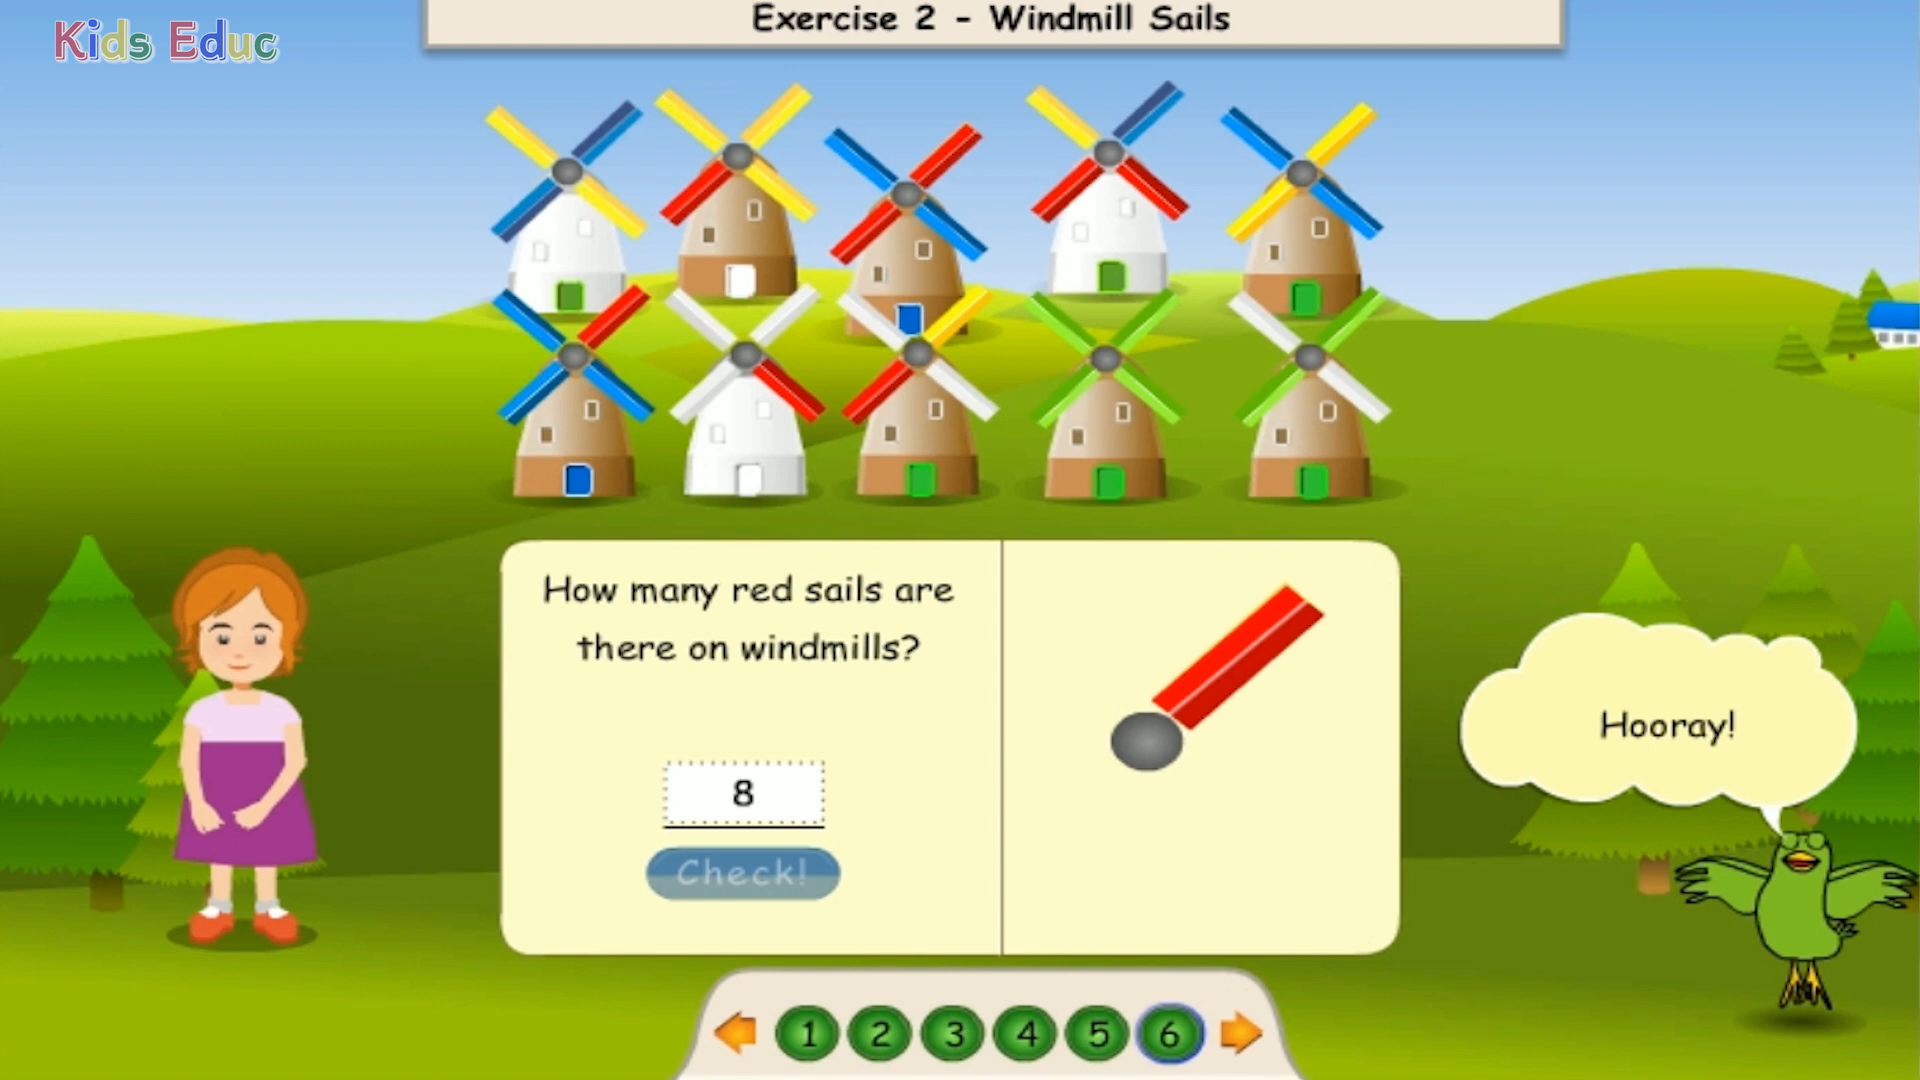 Kids Educ
Exercise 2 - Windmill Sails
How many red sails are
there on windmills?
8
Check!
Hooray!
1 2 3 4 5 6